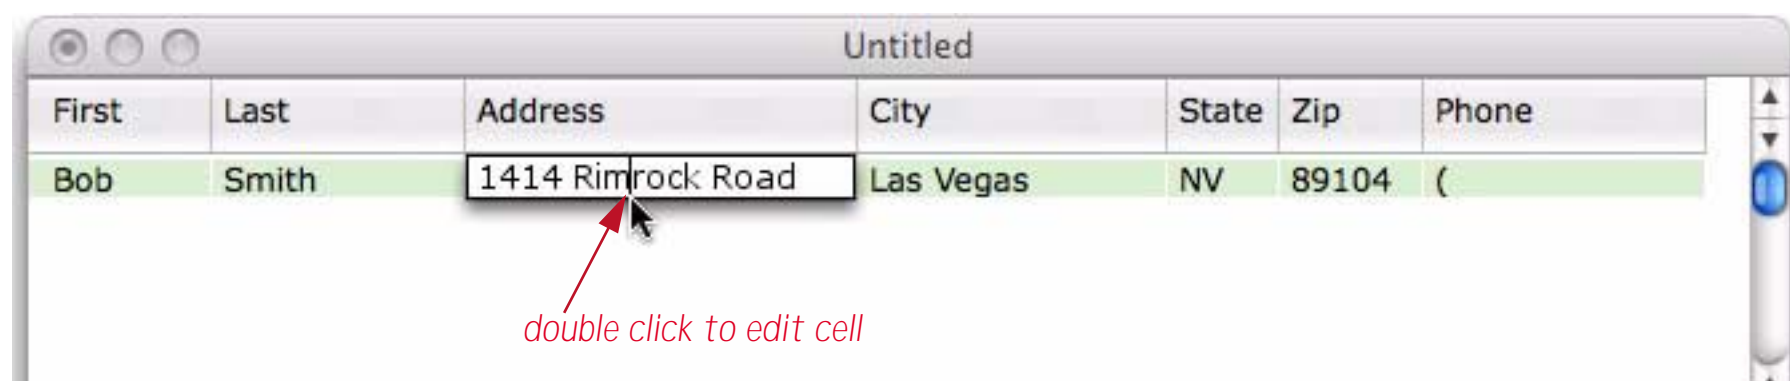 Untitled
First Last Address City State Zip Phone
Bob Smith 1414 Rimrock Road Las Vegas NV 89104 (
double click to edit cell